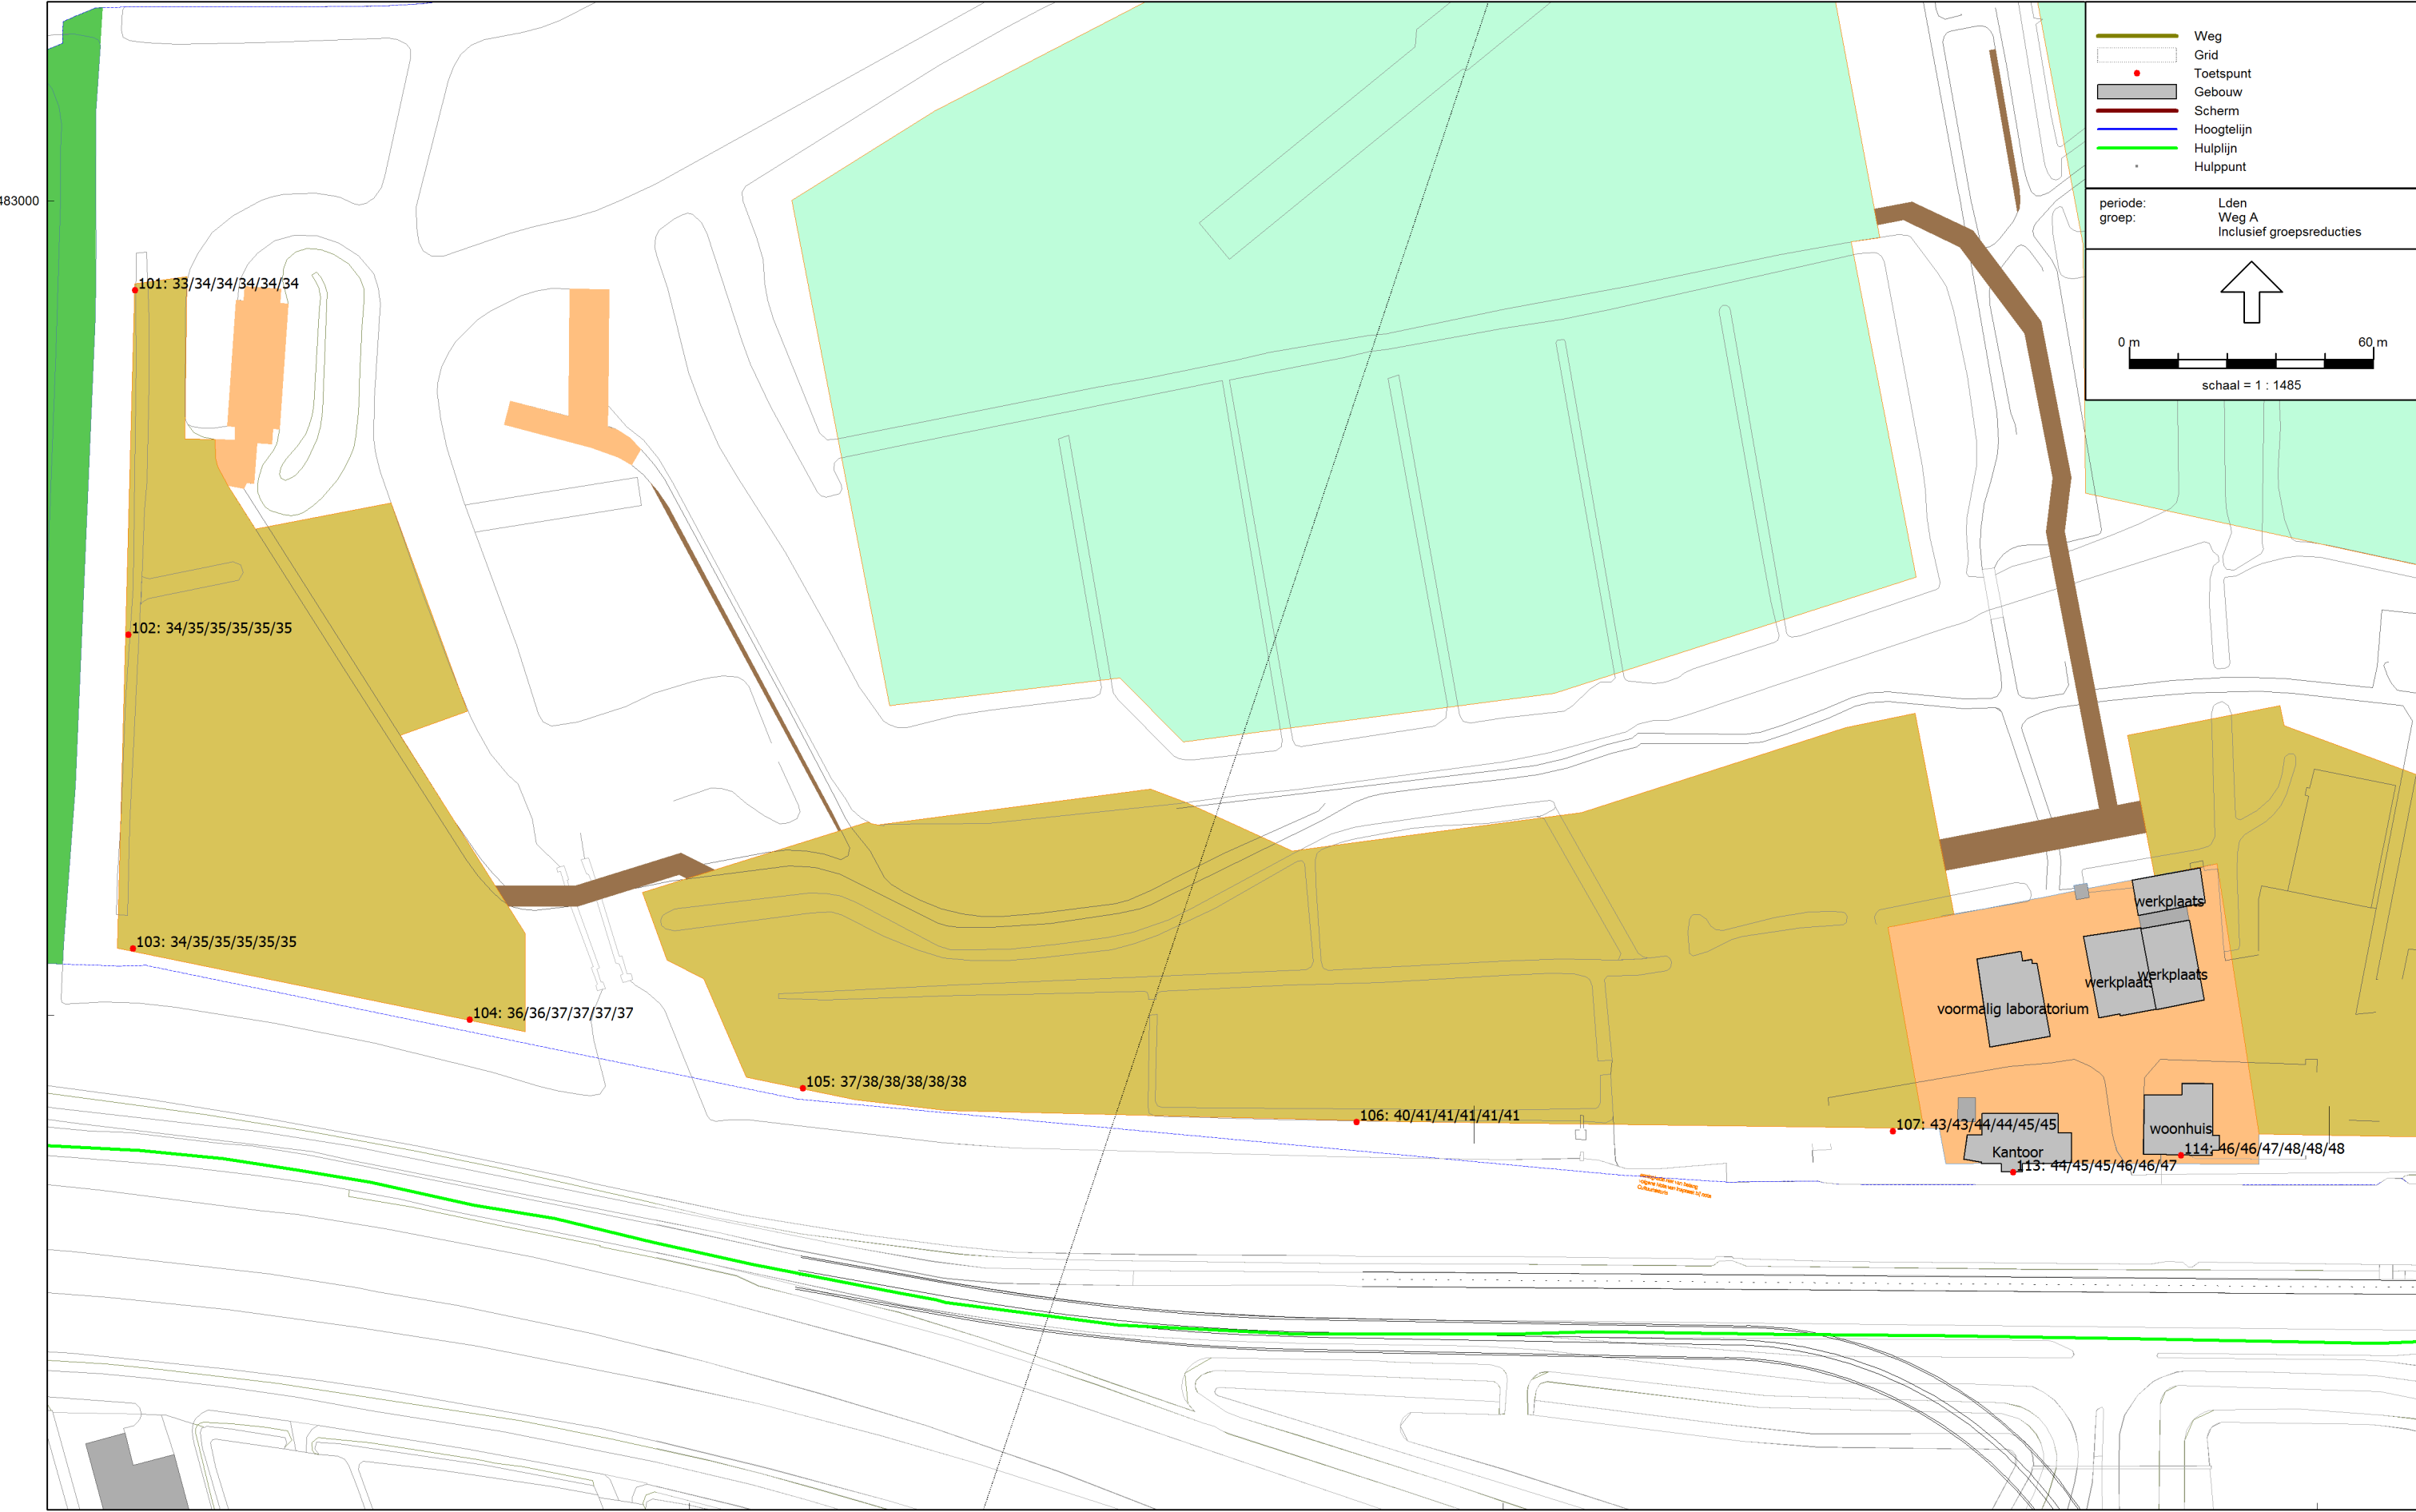 Weg
Grid
Toetspunt
Gebouw
Scherm
Hoogtelijn
Hulplijn
Hulppunt
483000
periode: Lden
groep: Weg A
Inclusief groepsreducties
0 m 60 m
schaal = 1 : 1485
101: 33/34/34/34/34/34
102: 34/35/35/35/35/35
103: 34/35/35/35/35/35
104: 36/36/37/37/37/37
105: 37/38/38/38/38/38
106: 40/41/41/41/41/41
107: 43/43/44/44/45/45
werkplaats
werkplaats
werkplaats
voormalig laboratorium
woonhuis
Kantoor
114: 46/46/47/48/48/48
113: 44/45/45/46/46/47